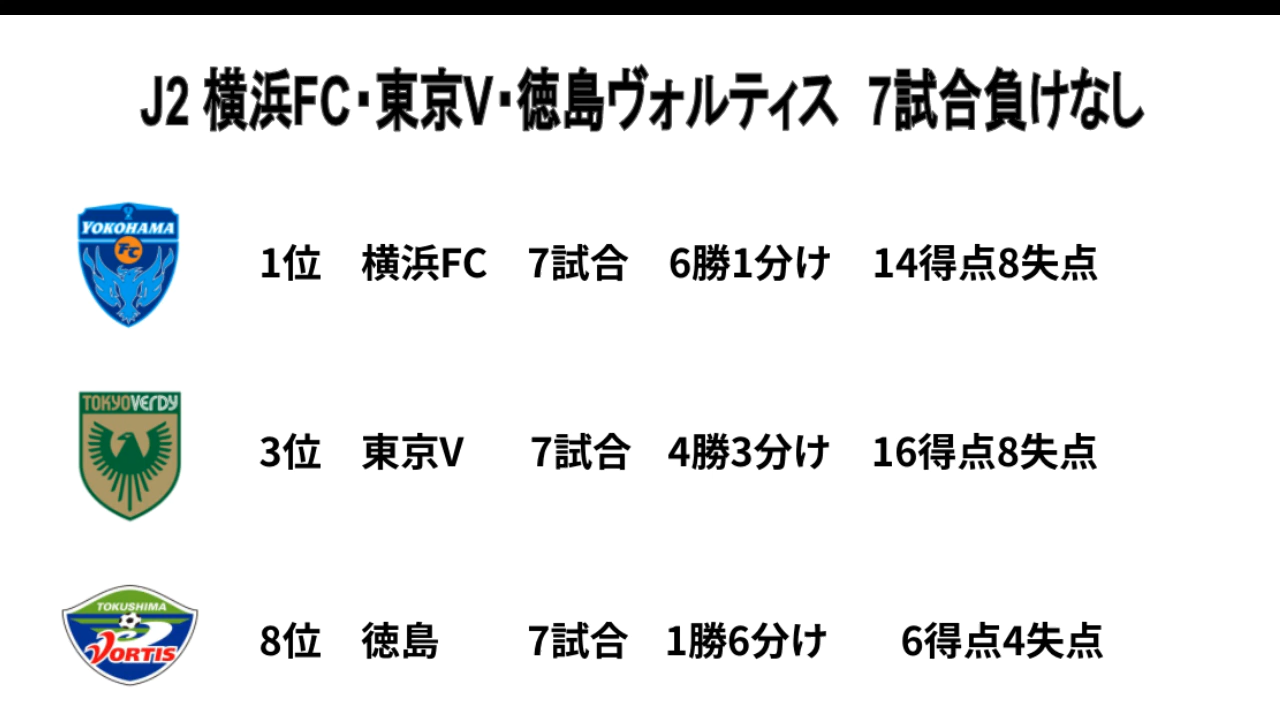 J2 横浜FC・東京V・徳島ヴォルティス　7試合負けなし
YOKOHAMA
FC
1位　横浜FC　7試合　6勝1分け　14得点8失点
TOKYO VERDY
3位　東京V　7試合　4勝3分け　16得点8失点
TOKUSHIMA
VORTIS
8位　徳島　7試合　1勝6分け　6得点4失点